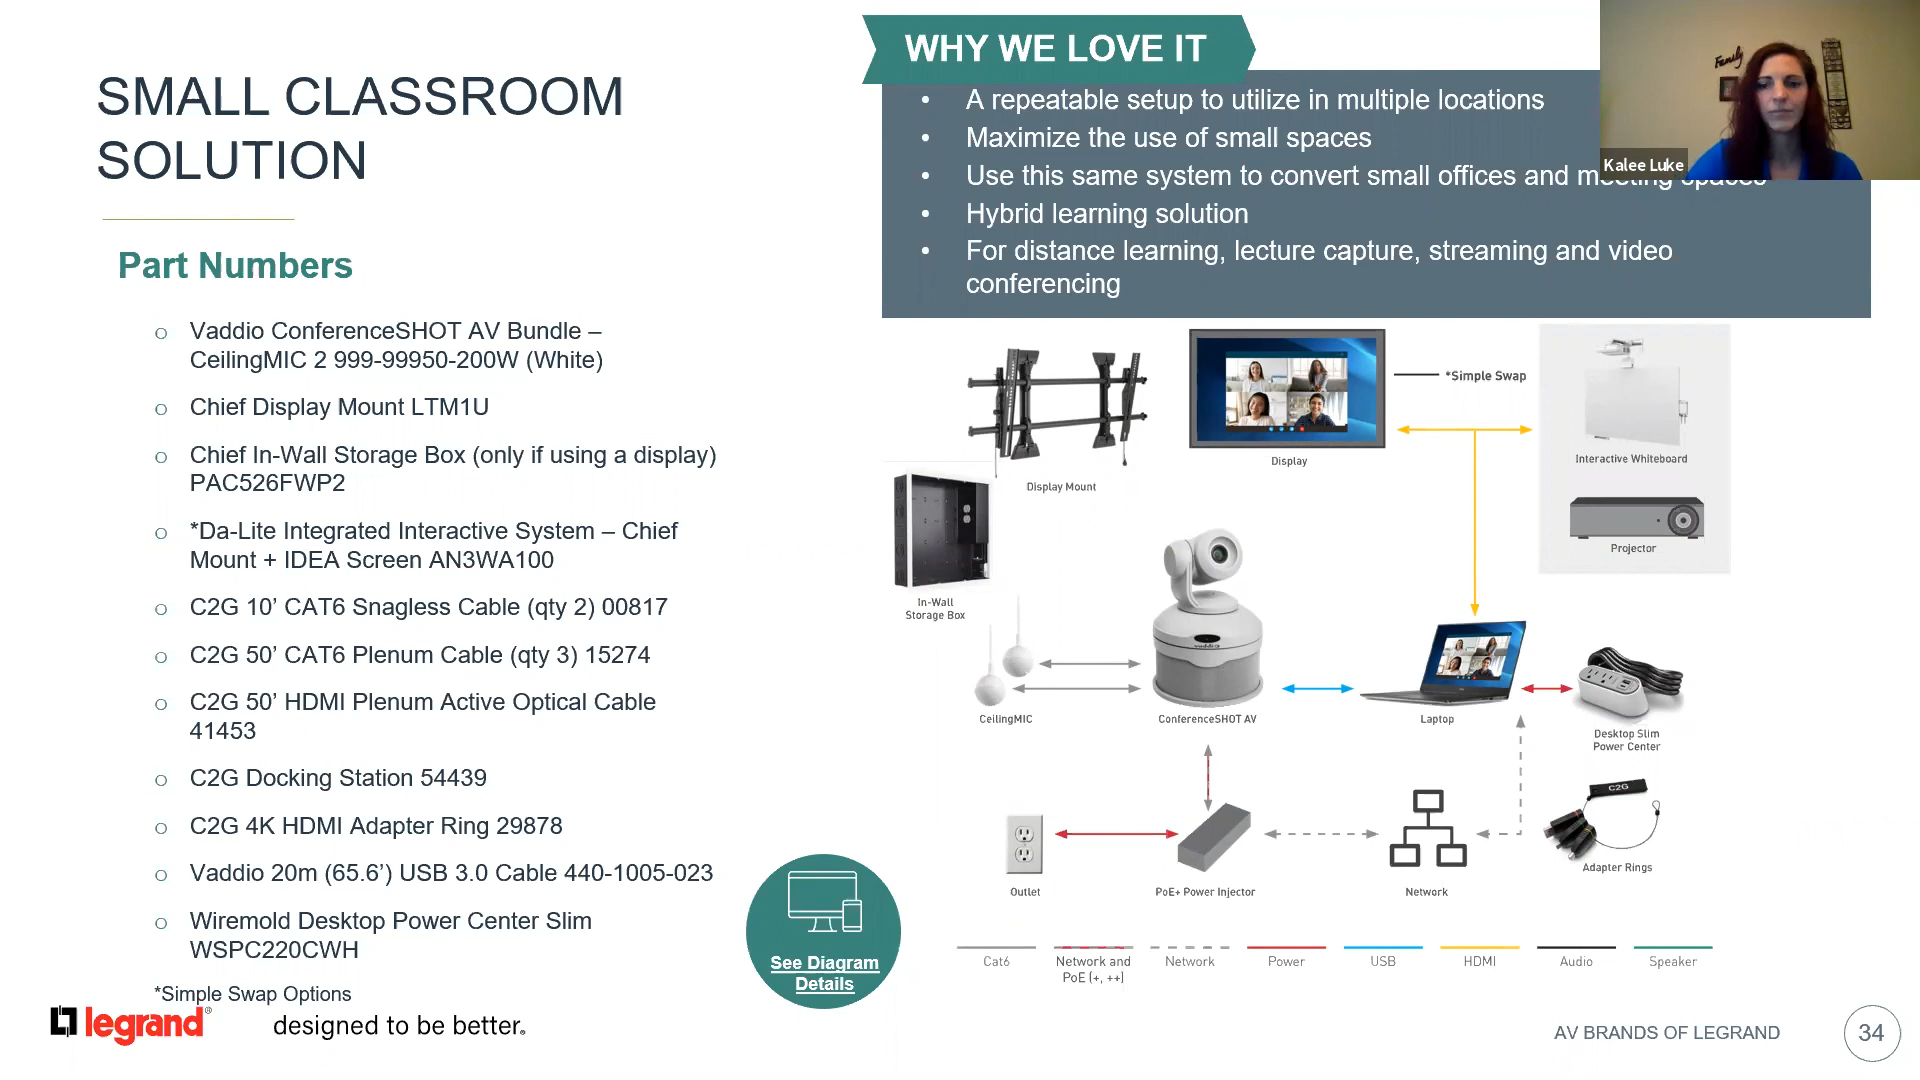 SMALL CLASSROOM
SOLUTION
Part Numbers
o Vaddio ConferenceSHOT AV Bundle –
CeilingMIC 2 999-99950-200W (White)
o Chief Display Mount LTM1U
o Chief In-Wall Storage Box (only if using a display)
PAC526FWP2
o *Da-Lite Integrated Interactive System – Chief
Mount + IDEA Screen AN3WA100
o C2G 10’ CAT6 Snagless Cable (qty 2) 00817
o C2G 50’ CAT6 Plenum Cable (qty 3) 15274
o C2G 50’ HDMI Plenum Active Optical Cable
41453
o C2G Docking Station 54439
o C2G 4K HDMI Adapter Ring 29878
o Vaddio 20m (65.6’) USB 3.0 Cable 440-1005-023
o Wiremold Desktop Power Center Slim
WSPC220CWH
*Simple Swap Options
legrand®
designed to be better.®
See Diagram
Details
WHY WE LOVE IT
• A repeatable setup to utilize in multiple locations
• Maximize the use of small spaces
• Use this same system to convert small offices and meeting spaces
• Hybrid learning solution
• For distance learning, lecture capture, streaming and video
conferencing
Family
Kalee Luke
*Simple Swap
Display
Display Mount
Interactive Whiteboard
Projector
In-Wall
Storage Box
vaddio
CeilingMIC
ConferenceSHOT AV
Laptop
Desktop Slim
Power Center
C2G
Adapter Rings
Outlet
PoE+ Power Injector
Network
Cat6
Network and
PoE (+, ++)
Network
Power
USB
HDMI
Audio
Speaker
AV BRANDS OF LEGRAND
34